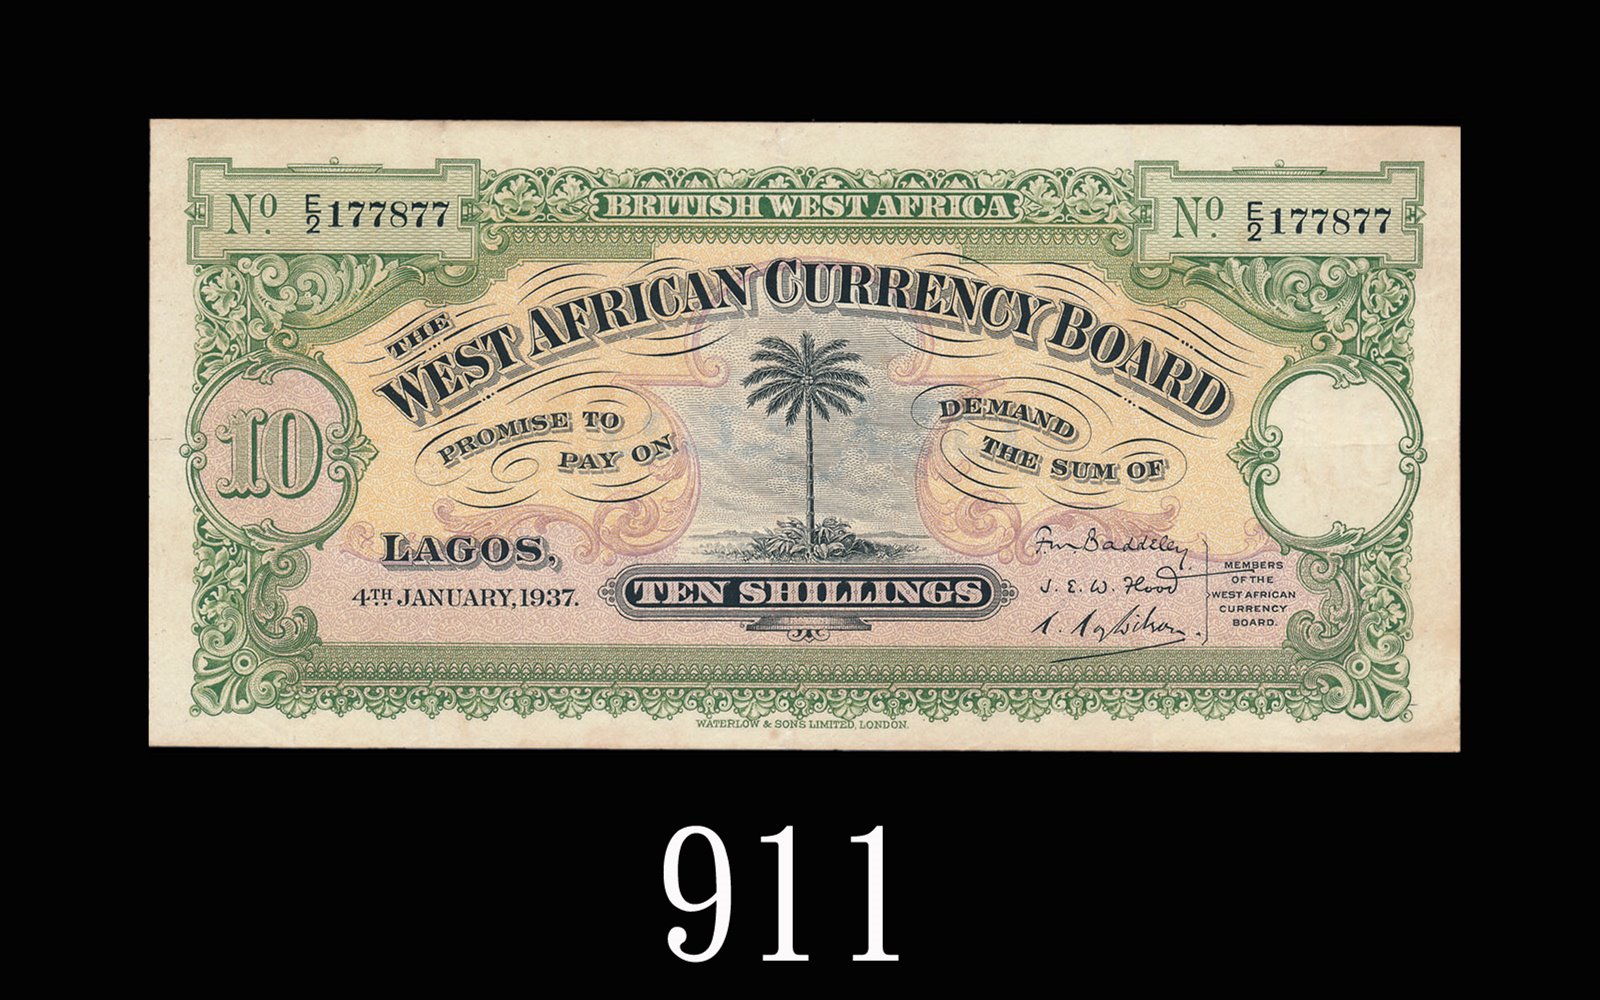 No. E/2 177877
BRITISH WEST AFRICA
No. E/2 177877
THE
WEST AFRICAN CURRENCY BOARD
PROMISE TO
PAY ON
DEMAND
THE SUM OF
10
LAGOS,
4TH JANUARY, 1937.
TEN SHILLINGS
J. E. W. Flood
MEMBERS
OF THE
WEST AFRICAN
CURRENCY
BOARD.
WATERLOW & SONS LIMITED, LONDON.
911